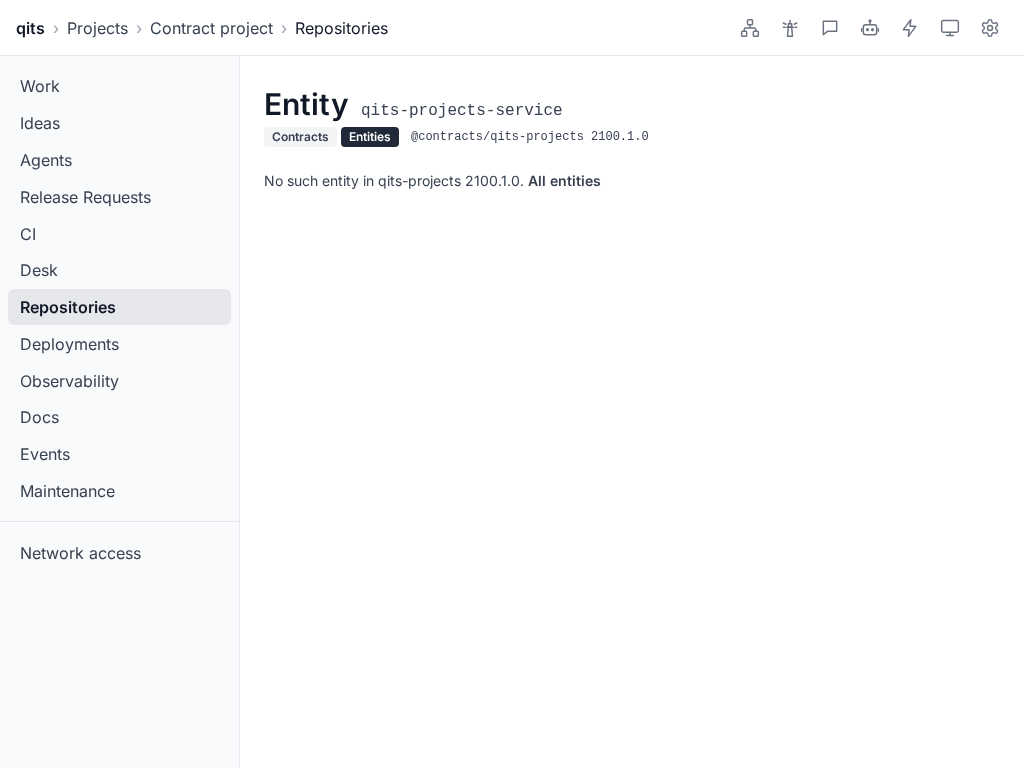 qits › Projects › Contract project › Repositories
Work
Ideas
Agents
Release Requests
CI
Desk
Repositories
Deployments
Observability
Docs
Events
Maintenance
Network access
Entity qits-projects-service
Contracts Entities @contracts/qits-projects 2100.1.0
No such entity in qits-projects 2100.1.0. All entities